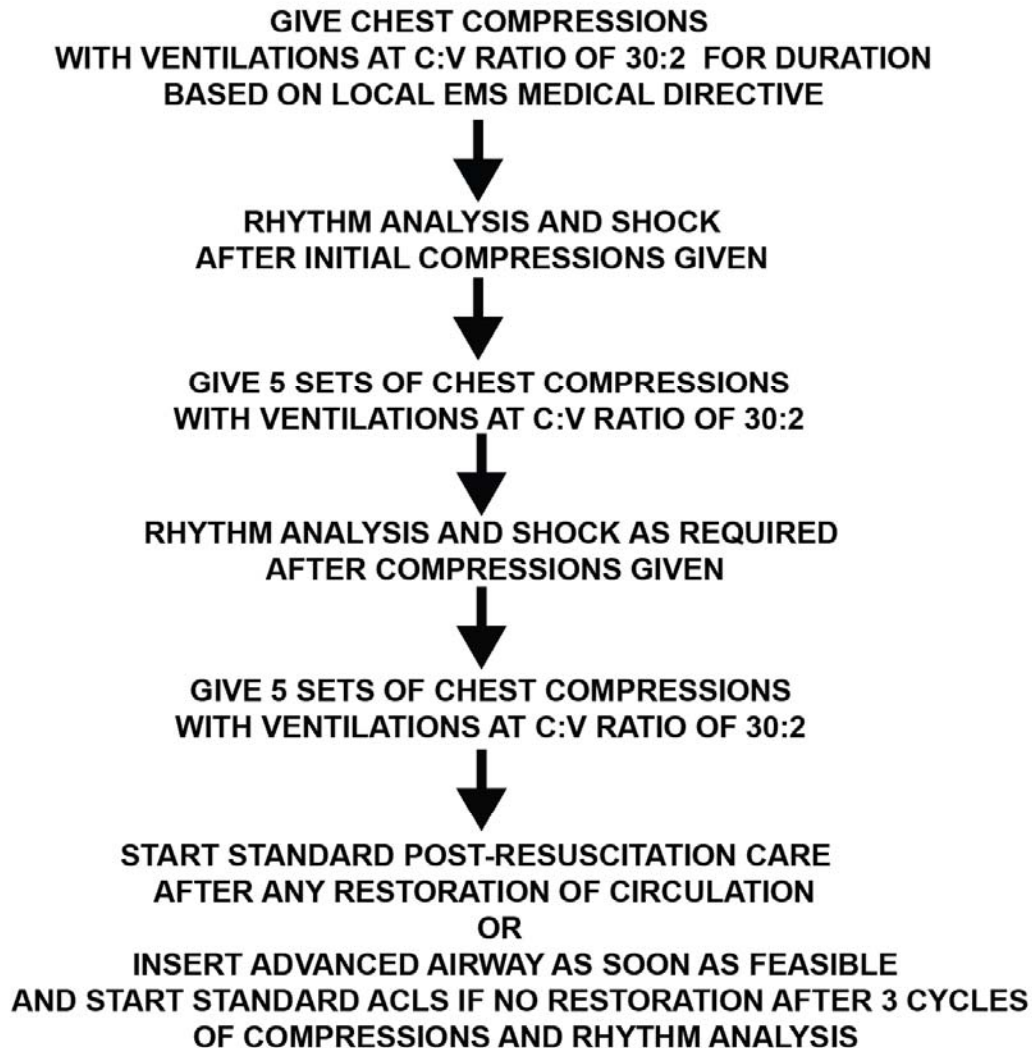 GIVE CHEST COMPRESSIONS
WITH VENTILATIONS AT C:V RATIO OF 30:2 FOR DURATION
BASED ON LOCAL EMS MEDICAL DIRECTIVE
RHYTHM ANALYSIS AND SHOCK
AFTER INITIAL COMPRESSIONS GIVEN
GIVE 5 SETS OF CHEST COMPRESSIONS
WITH VENTILATIONS AT C:V RATIO OF 30:2
RHYTHM ANALYSIS AND SHOCK AS REQUIRED
AFTER COMPRESSIONS GIVEN
GIVE 5 SETS OF CHEST COMPRESSIONS
WITH VENTILATIONS AT C:V RATIO OF 30:2
START STANDARD POST-RESUSCITATION CARE
AFTER ANY RESTORATION OF CIRCULATION
OR
INSERT ADVANCED AIRWAY AS SOON AS FEASIBLE
AND START STANDARD ACLS IF NO RESTORATION AFTER 3 CYCLES
OF COMPRESSIONS AND RHYTHM ANALYSIS